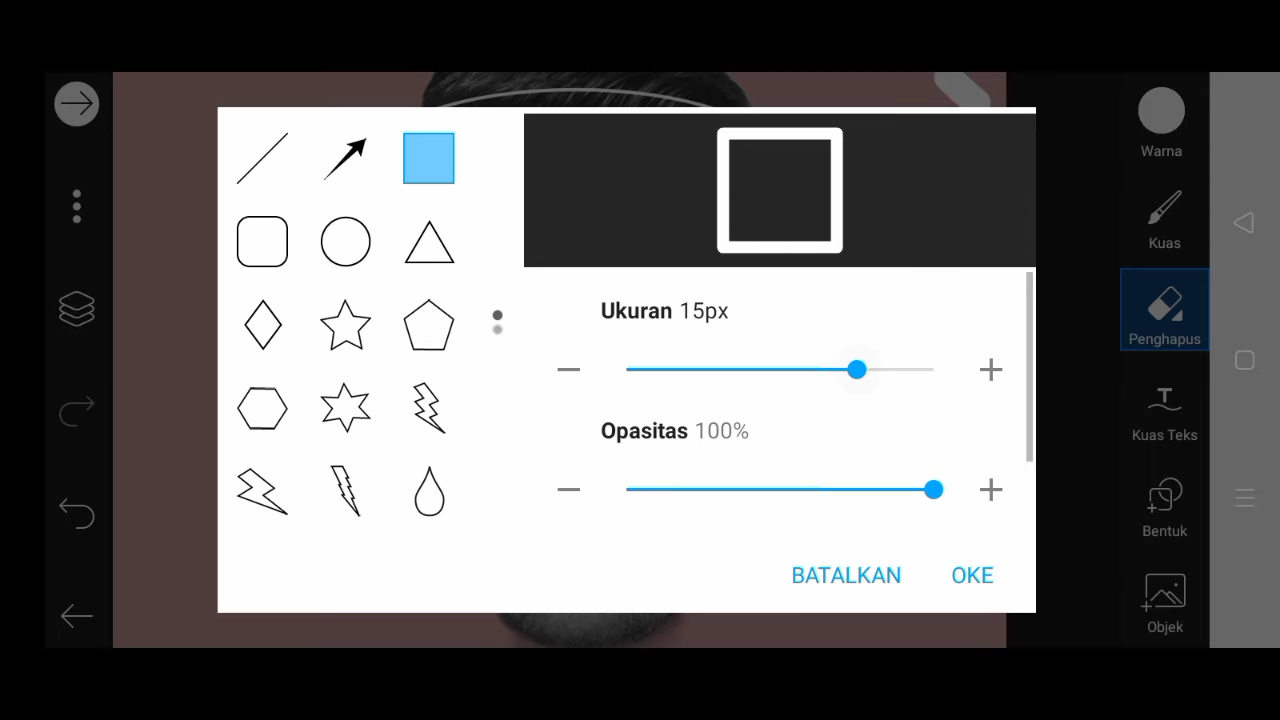 Ukuran 15px
Opasitas 100%
BATALKAN
OKE
Warna
Kuas
Penghapus
T
Kuas Teks
Bentuk
Objek